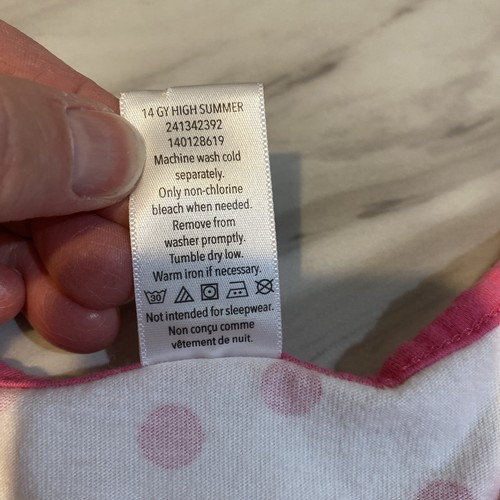 14 GY HIGH SUMMER
241342392
140128619
Machine wash cold
separately.
Only non-chlorine
bleach when needed.
Remove from
washer promptly.
Tumble dry low.
Warm iron if necessary.
30
Not intended for sleepwear.
Non conçu comme
vêtement de nuit.